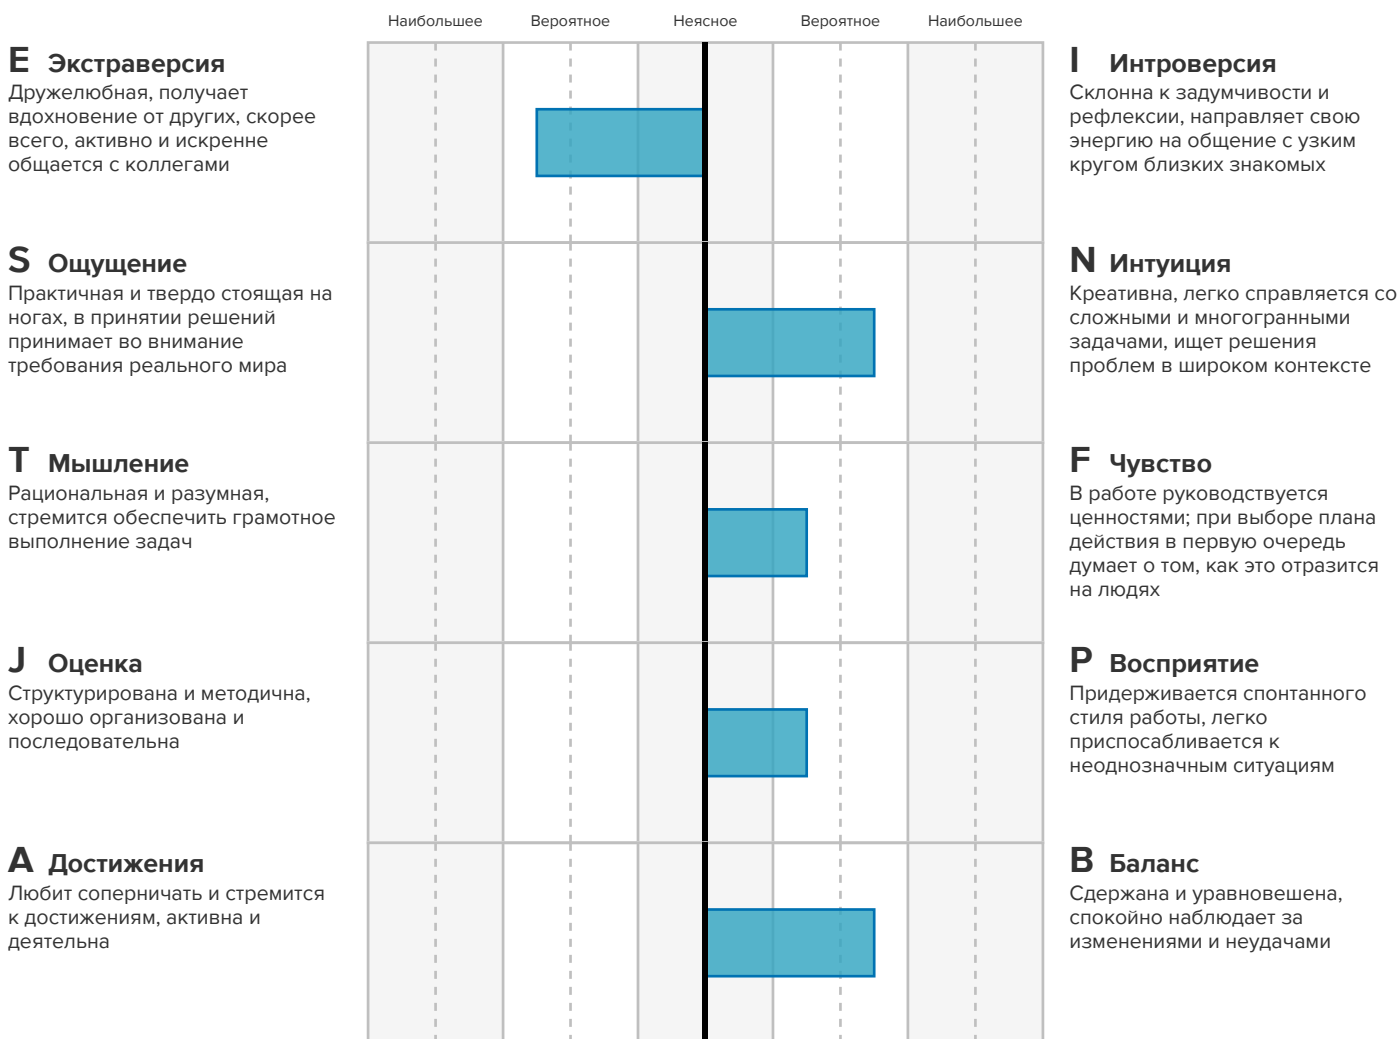 Наибольшее Вероятное Неясное Вероятное Наибольшее
E Экстраверсия
Дружелюбная, получает
вдохновение от других, скорее
всего, активно и искренне
общается с коллегами
I Интроверсия
Склонна к задумчивости и
рефлексии, направляет свою
энергию на общение с узким
кругом близких знакомых
S Ощущение
Практичная и твердо стоящая на
ногах, в принятии решений
принимает во внимание
требования реального мира
N Интуиция
Креативна, легко справляется со
сложными и многогранными
задачами, ищет решения
проблем в широком контексте
T Мышление
Рациональная и разумная,
стремится обеспечить грамотное
выполнение задач
F Чувство
В работе руководствуется
ценностями; при выборе плана
действия в первую очередь
думает о том, как это отразится
на людях
J Оценка
Структурирована и методична,
хорошо организована и
последовательна
P Восприятие
Придерживается спонтанного
стиля работы, легко
приспосабливается к
неоднозначным ситуациям
A Достижения
Любит соперничать и стремится
к достижениям, активна и
деятельна
B Баланс
Сдержана и уравновешена,
спокойно наблюдает за
изменениями и неудачами